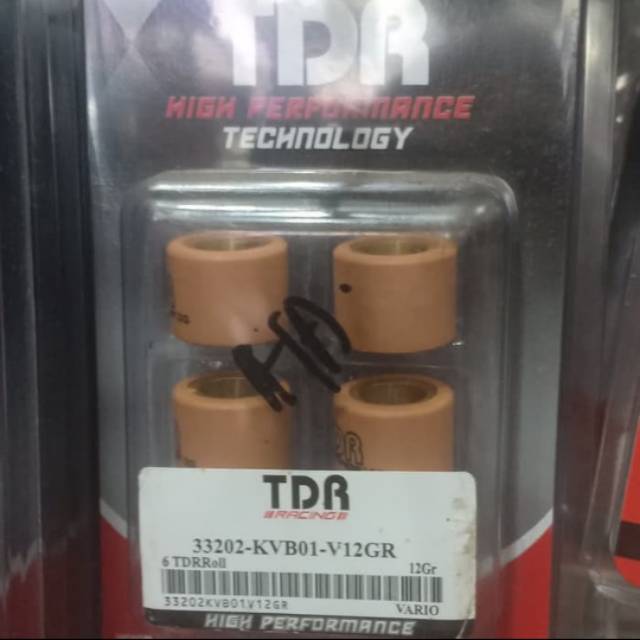 TDR
HIGH PERFORMANCE
TECHNOLOGY
TDR
RACING
33202-KVB01-V12GR
6 TDRRoll 12Gr
33202KVB01V12GR
VARIO
HIGH PERFORMANCE